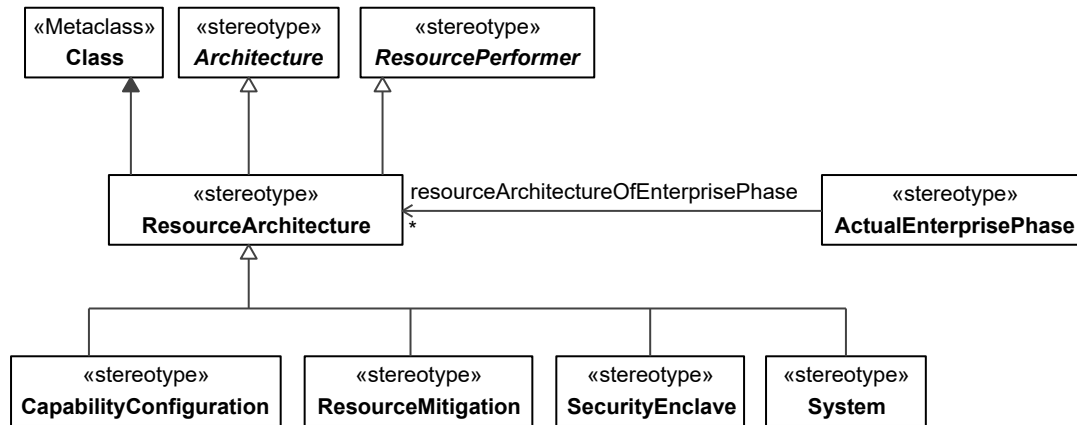 «Metaclass»
Class
«stereotype»
Architecture
«stereotype»
ResourcePerformer
«stereotype»
ResourceArchitecture
resourceArchitectureOfEnterprisePhase
*
«stereotype»
ActualEnterprisePhase
«stereotype»
CapabilityConfiguration
«stereotype»
ResourceMitigation
«stereotype»
SecurityEnclave
«stereotype»
System